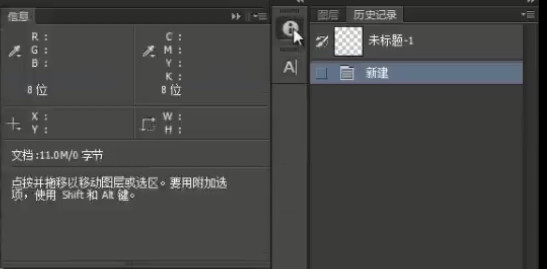 信息
图层 历史记录
R :
G :
B :
8 位
C :
M :
Y :
K :
8 位
A|
未标题-1
新建
X :
Y :
W :
H :
文档:11.0M/0 字节
点按并拖移以移动图层或选区。要用附加选
项，使用 Shift 和 Alt 键。